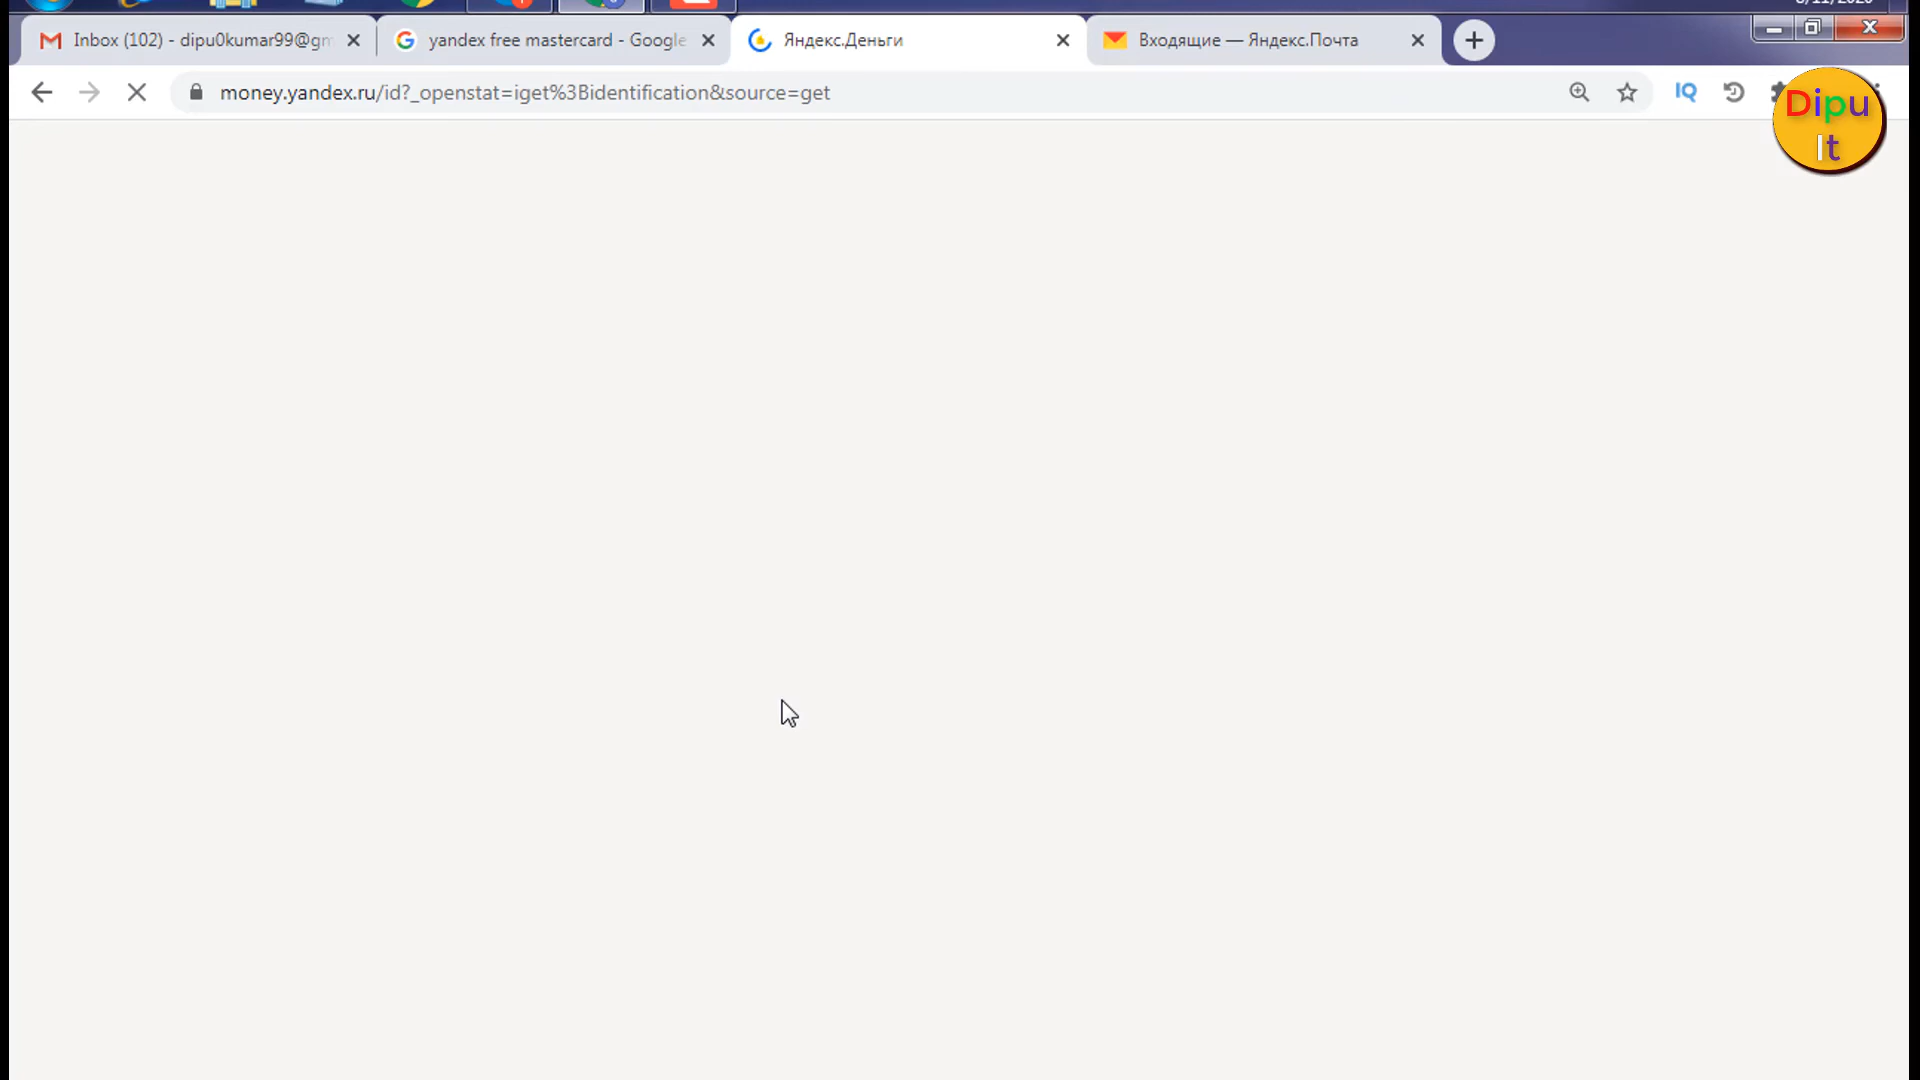 Inbox (102) - dipu0kumar99@gm
yandex free mastercard - Google
Яндекс.Деньги
Входящие — Яндекс.Почта
money.yandex.ru/id?_openstat=iget%3Bidentification&source=get
IQ
Dipu
It